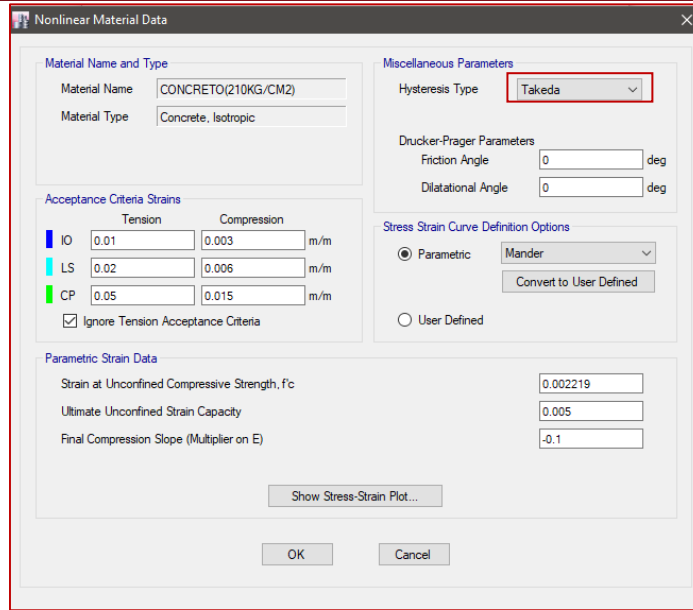 Nonlinear Material Data
Material Name and Type
Material Name CONCRETO(210KG/CM2)
Material Type Concrete, Isotropic
Miscellaneous Parameters
Hysteresis Type Takeda
Drucker-Prager Parameters
Friction Angle 0 deg
Dilatational Angle 0 deg
Acceptance Criteria Strains
Tension Compression
IO 0.01 0.003 m/m
LS 0.02 0.006 m/m
CP 0.05 0.015 m/m
Ignore Tension Acceptance Criteria
Stress Strain Curve Definition Options
Parametric Mander
Convert to User Defined
User Defined
Parametric Strain Data
Strain at Unconfined Compressive Strength, f'c 0.002219
Ultimate Unconfined Strain Capacity 0.005
Final Compression Slope (Multiplier on E) -0.1
Show Stress-Strain Plot...
OK Cancel